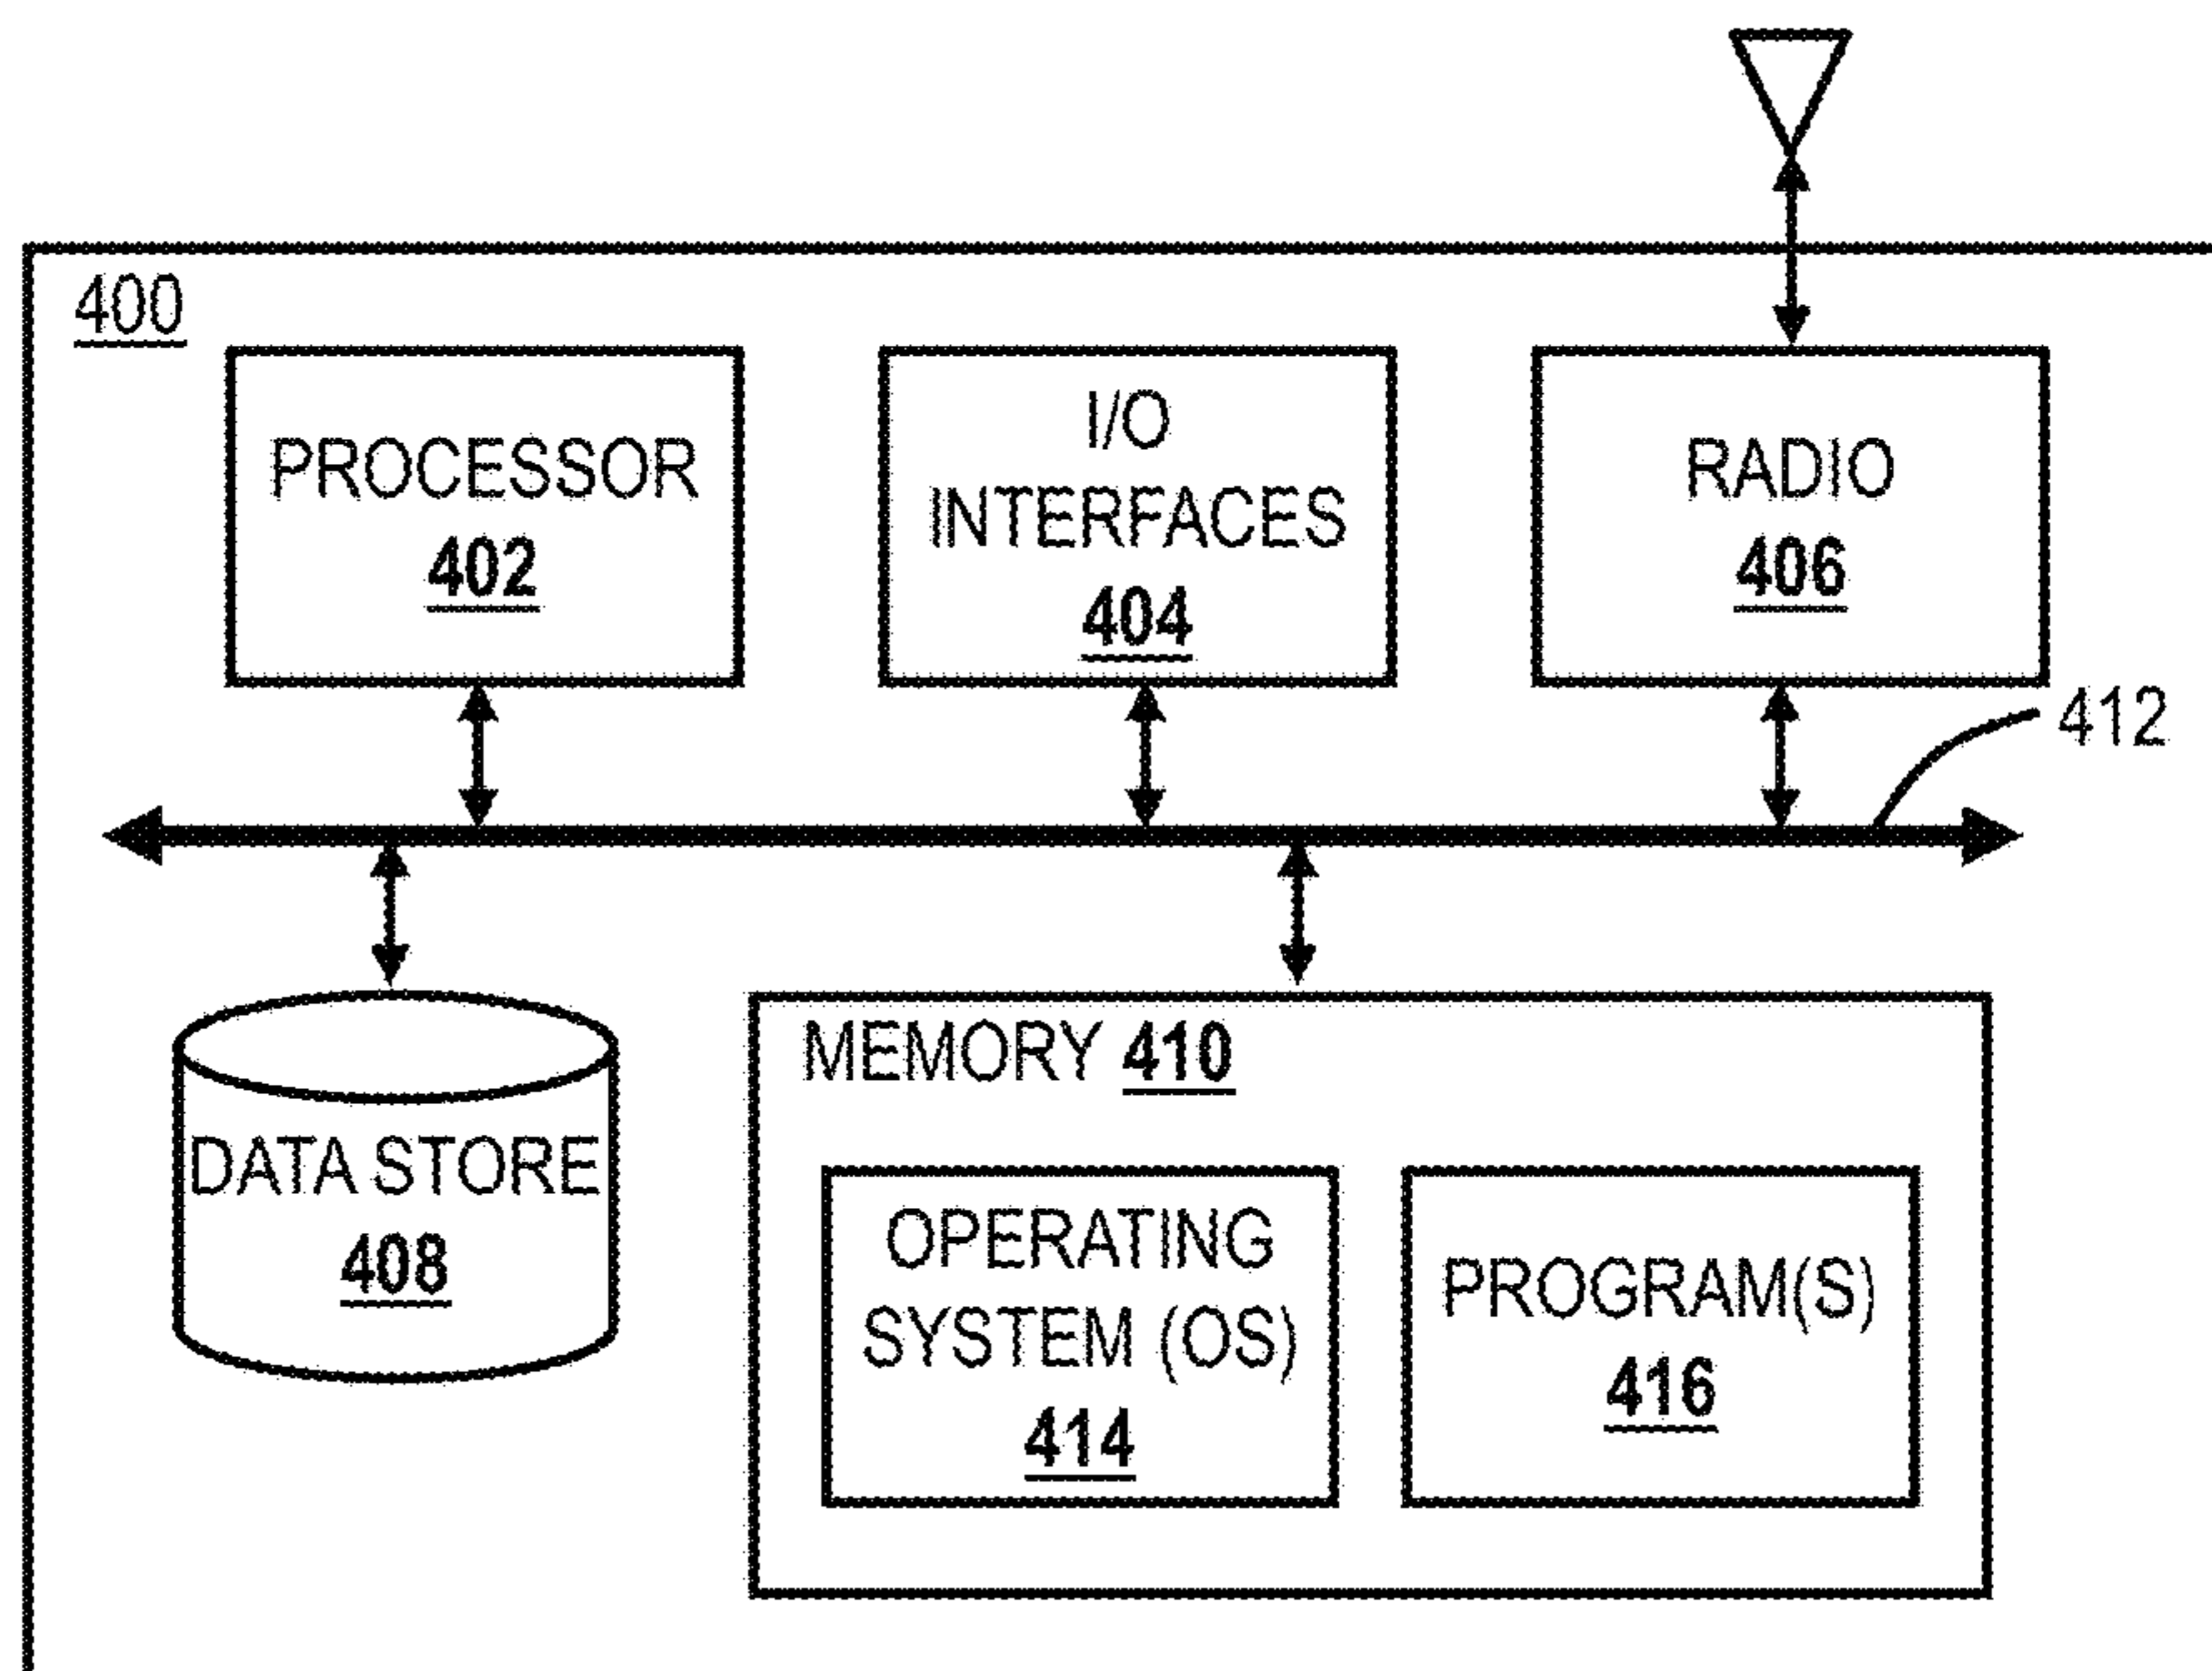 400
PROCESSOR
402
I/O
INTERFACES
404
RADIO
406
412
DATA STORE
408
MEMORY 410
OPERATING
SYSTEM (OS)
414
PROGRAM(S)
416